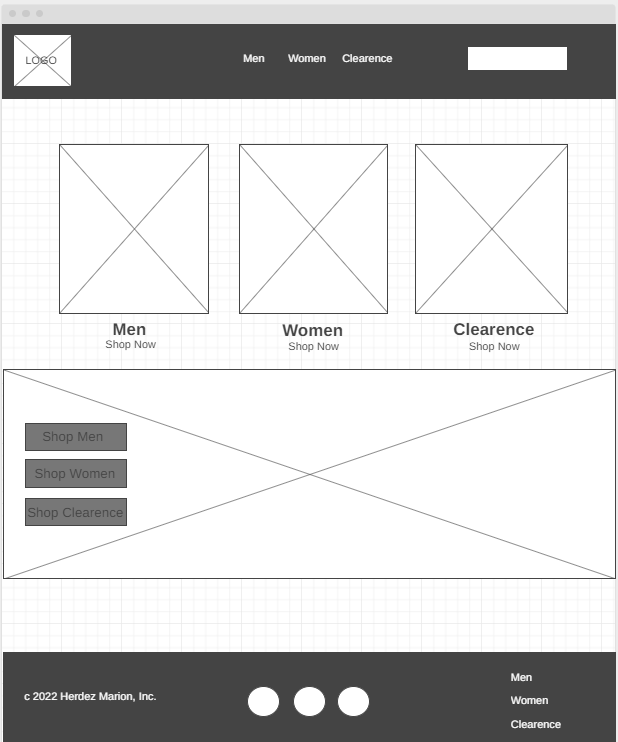 LOGO
Men Women Clearence
Men Women Clearence
Shop Now Shop Now Shop Now
Shop Men
Shop Women
Shop Clearence
c 2022 Herdez Marion, Inc.
Men
Women
Clearence